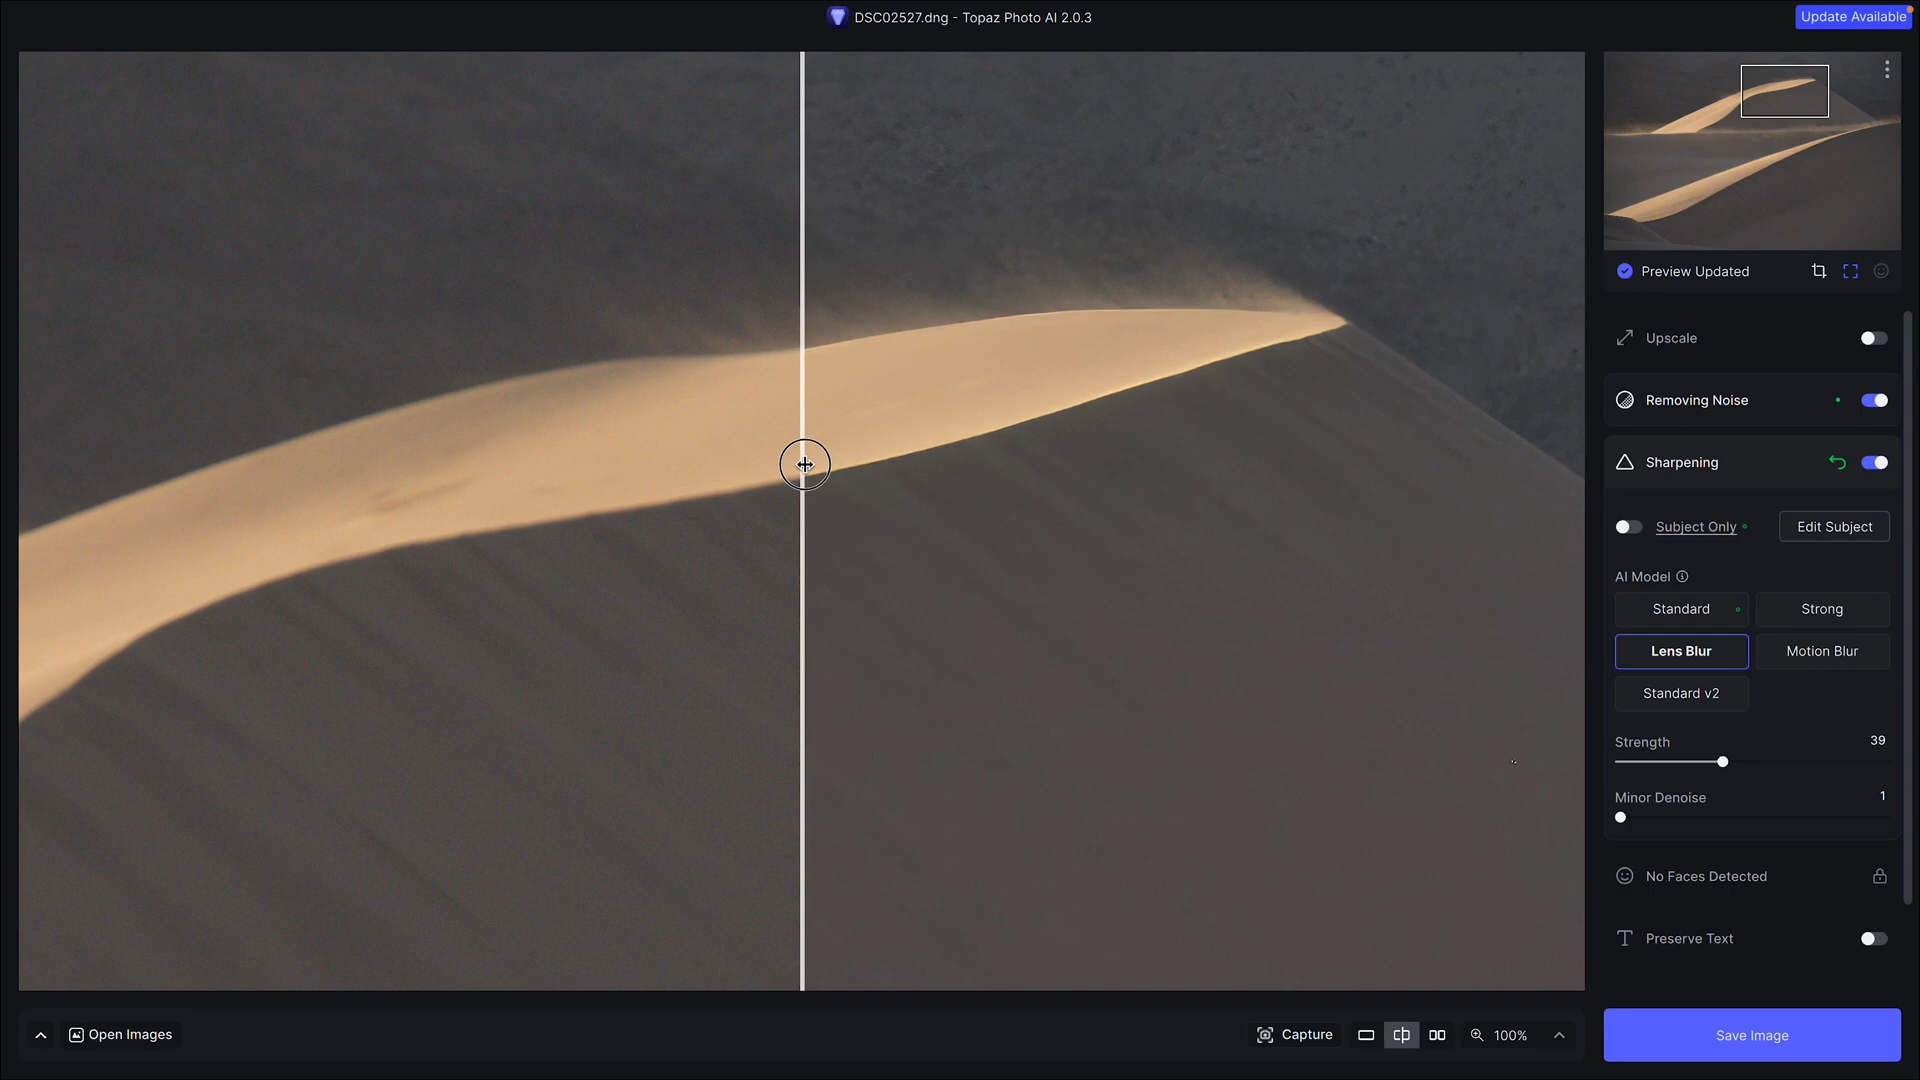 DSC02527.dng - Topaz Photo AI 2.0.3
Update Available
Preview Updated
Upscale
Removing Noise
Sharpening
Subject Only
Edit Subject
AI Model
Standard
Strong
Lens Blur
Motion Blur
Standard v2
Strength
39
Minor Denoise
1
No Faces Detected
Preserve Text
Open Images
Capture
100%
Save Image